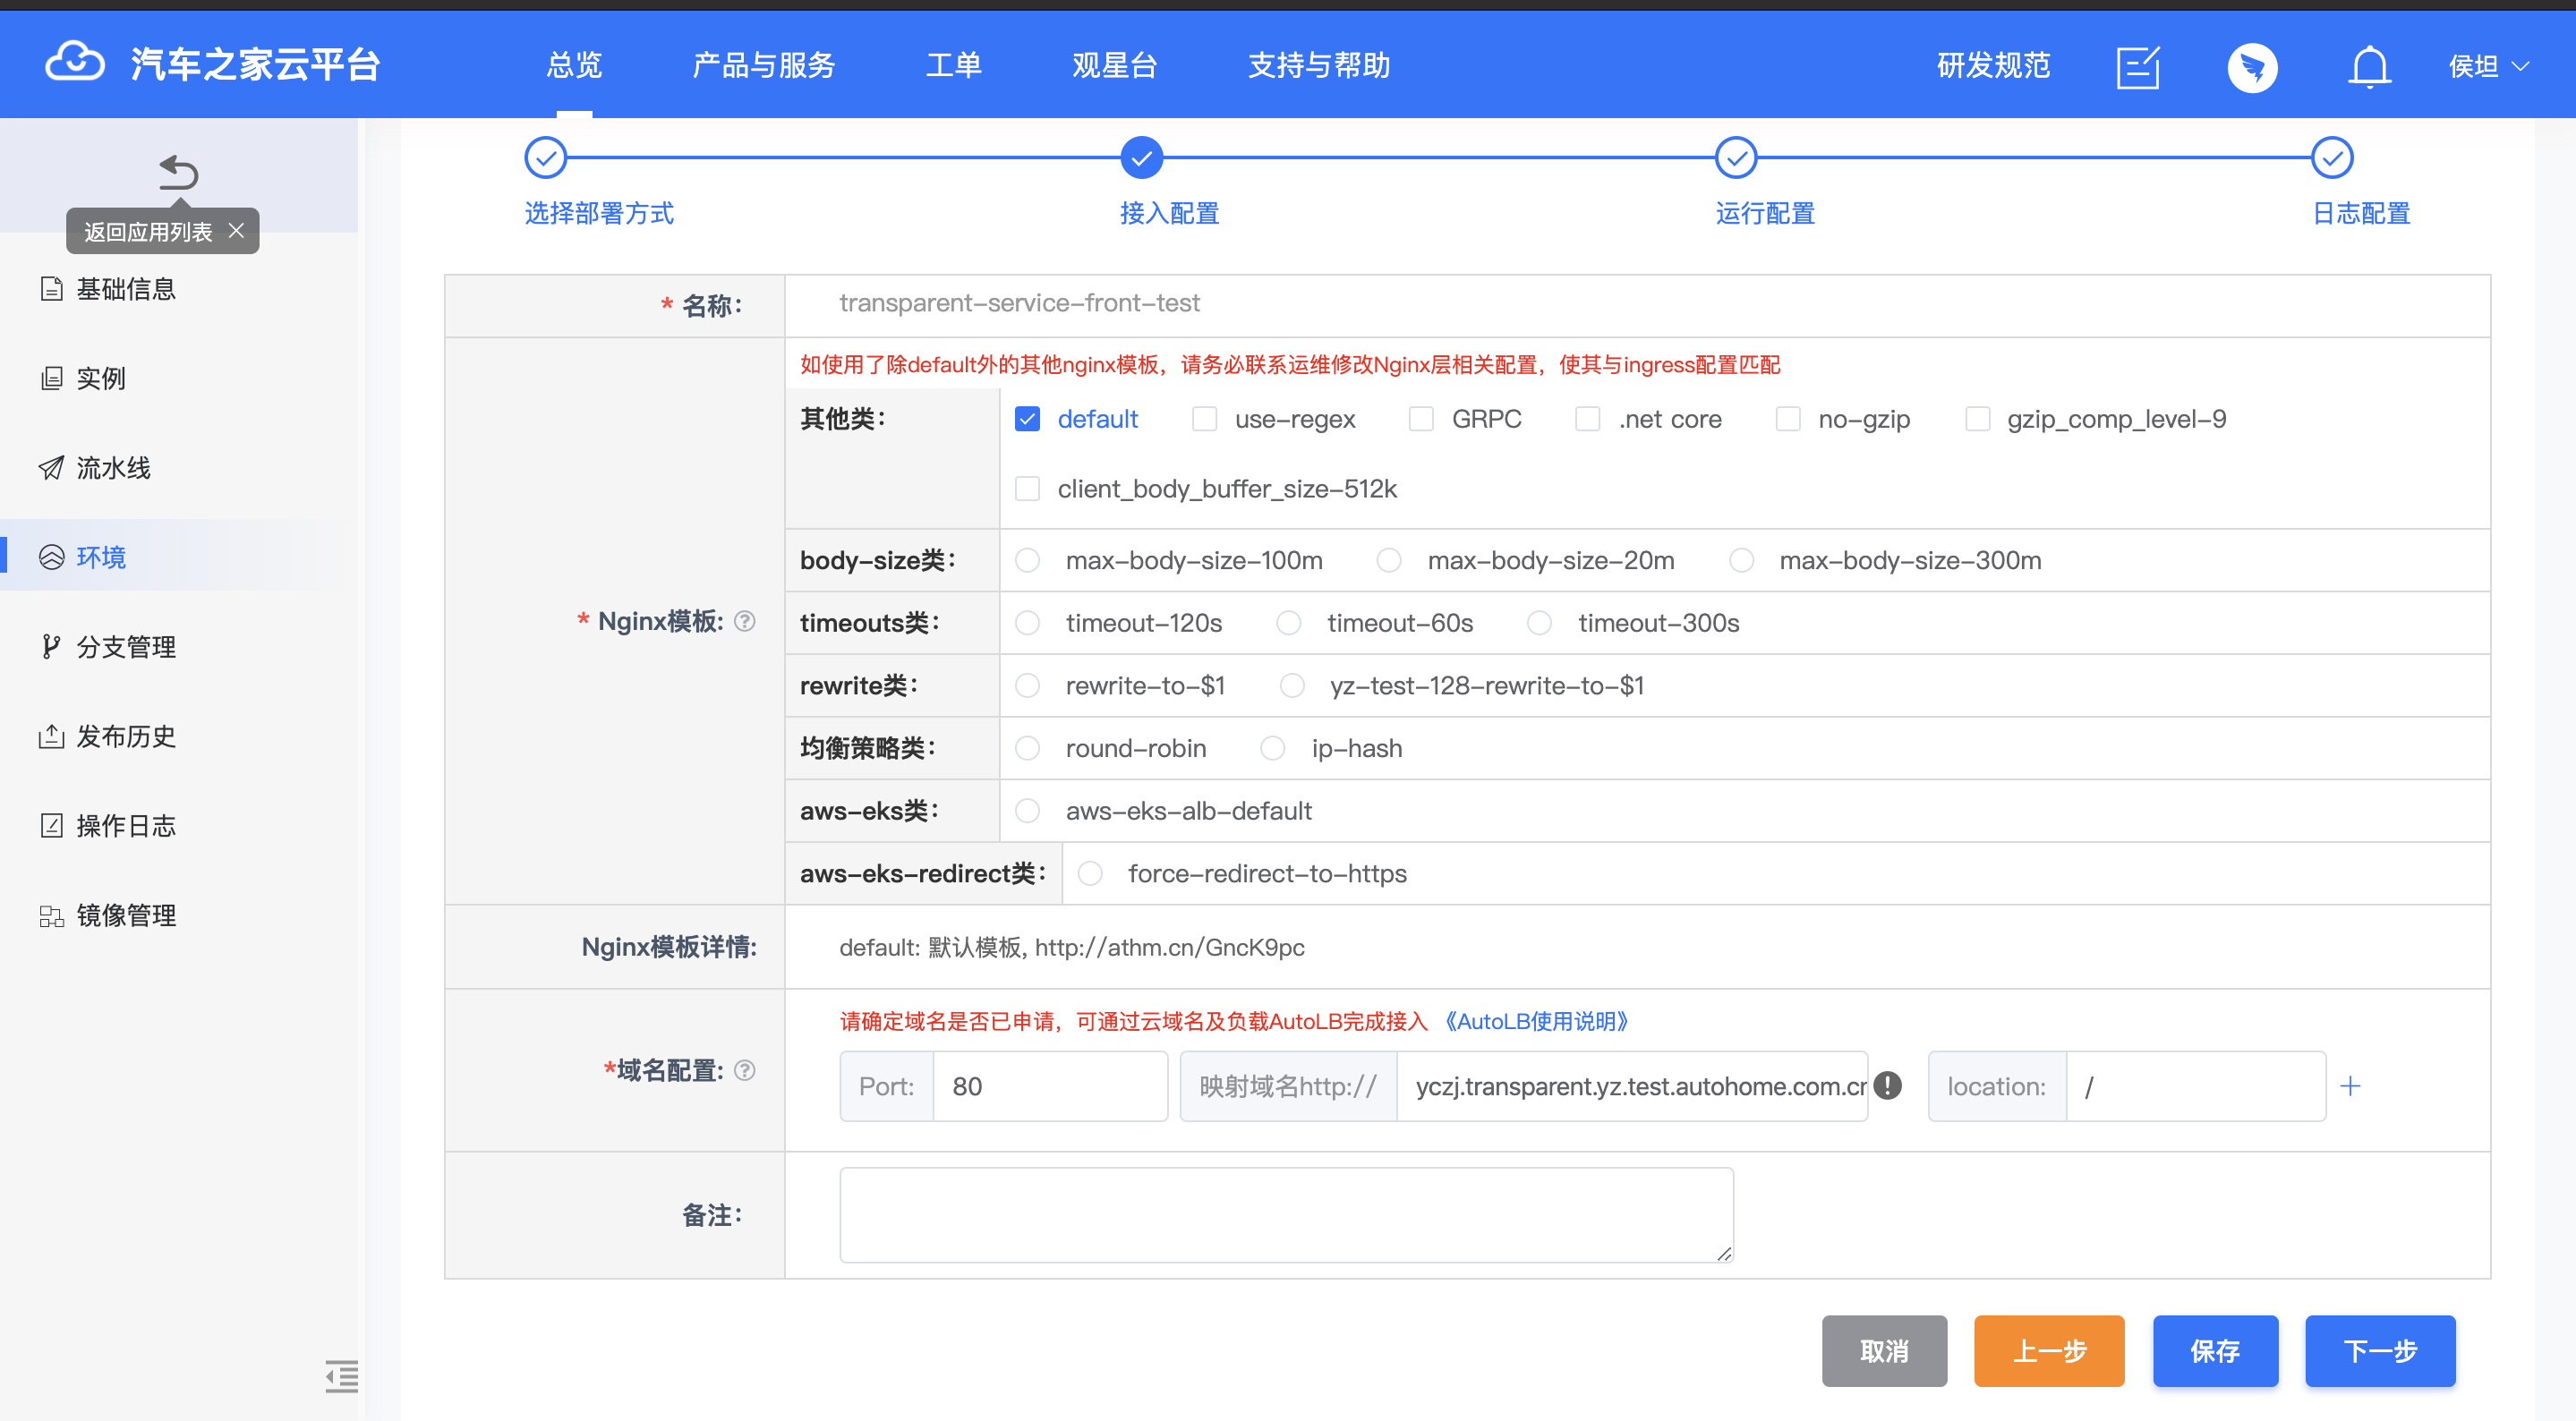 汽车之家云平台
总览
产品与服务
工单
观星台
支持与帮助
研发规范
侯坦
返回应用列表
基础信息
实例
流水线
环境
分支管理
发布历史
操作日志
镜像管理
选择部署方式
接入配置
运行配置
日志配置
* 名称：
transparent-service-front-test
* Nginx模板:
如使用了除default外的其他nginx模板，请务必联系运维修改Nginx层相关配置，使其与ingress配置匹配
其他类：
default use-regex GRPC .net core no-gzip gzip_comp_level-9
client_body_buffer_size-512k
body-size类：
max-body-size-100m max-body-size-20m max-body-size-300m
timeouts类：
timeout-120s timeout-60s timeout-300s
rewrite类：
rewrite-to-$1 yz-test-128-rewrite-to-$1
均衡策略类：
round-robin ip-hash
aws-eks类：
aws-eks-alb-default
aws-eks-redirect类：
force-redirect-to-https
Nginx模板详情:
default: 默认模板, http://athm.cn/GncK9pc
*域名配置:
请确定域名是否已申请，可通过云域名及负载AutoLB完成接入 《AutoLB使用说明》
Port: 80 映射域名http:// yczj.transparent.yz.test.autohome.com.cn location: /
备注：
取消
上一步
保存
下一步